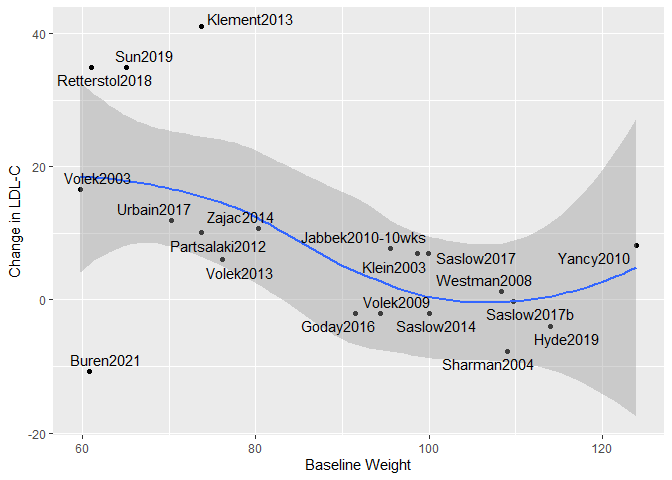 Klement2013
Sun2019
Retterstol2018
Volek2003
Urbain2017
Zajac2014
Partsalaki2012
Volek2013
Jabbek2010-10wks
Klein2003
Saslow2017
Yancy2010
Westman2008
Volek2009
Goday2016
Saslow2014
Saslow2017b
Hyde2019
Sharman2004
Buren2021
40
20
0
-20
Change in LDL-C
60
80
100
120
Baseline Weight